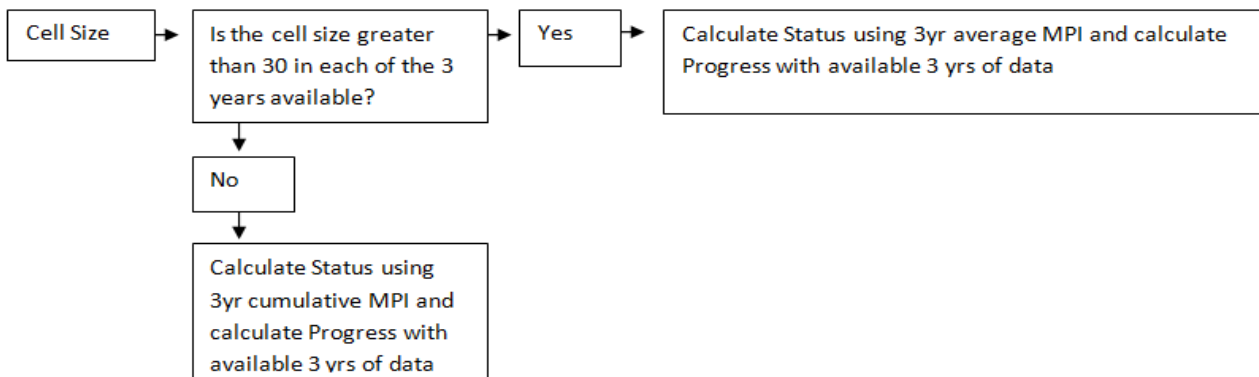 Cell Size
Is the cell size greater
than 30 in each of the 3
years available?
Yes
Calculate Status using 3yr average MPI and calculate
Progress with available 3 yrs of data
No
Calculate Status using
3yr cumulative MPI and
calculate Progress with
available 3 yrs of data